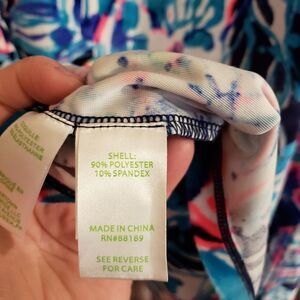 SHELL:
90% POLYESTER
10% SPANDEX
MADE IN CHINA
RN#88189
SEE REVERSE
FOR CARE